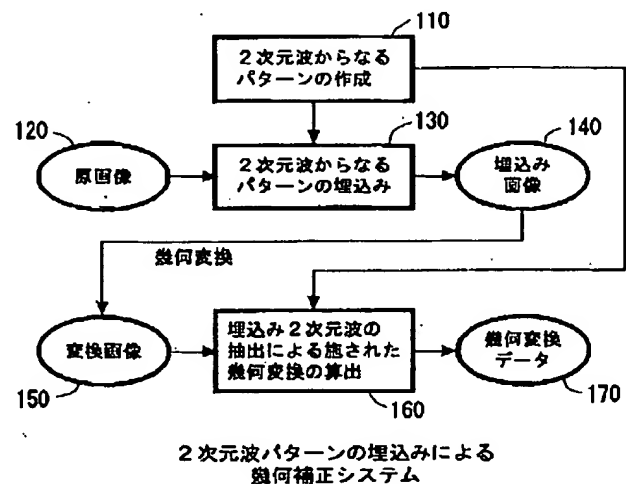 110
2次元波からなる
パターンの作成
120
130
140
原画像
2次元波からなる
パターンの埋込み
埋込み
画像
幾何変換
変換画像
埋込み2次元波の
抽出による施された
幾何変換の算出
幾何変換
データ
150
160
170
2次元波パターンの埋込みによる
幾何補正システム